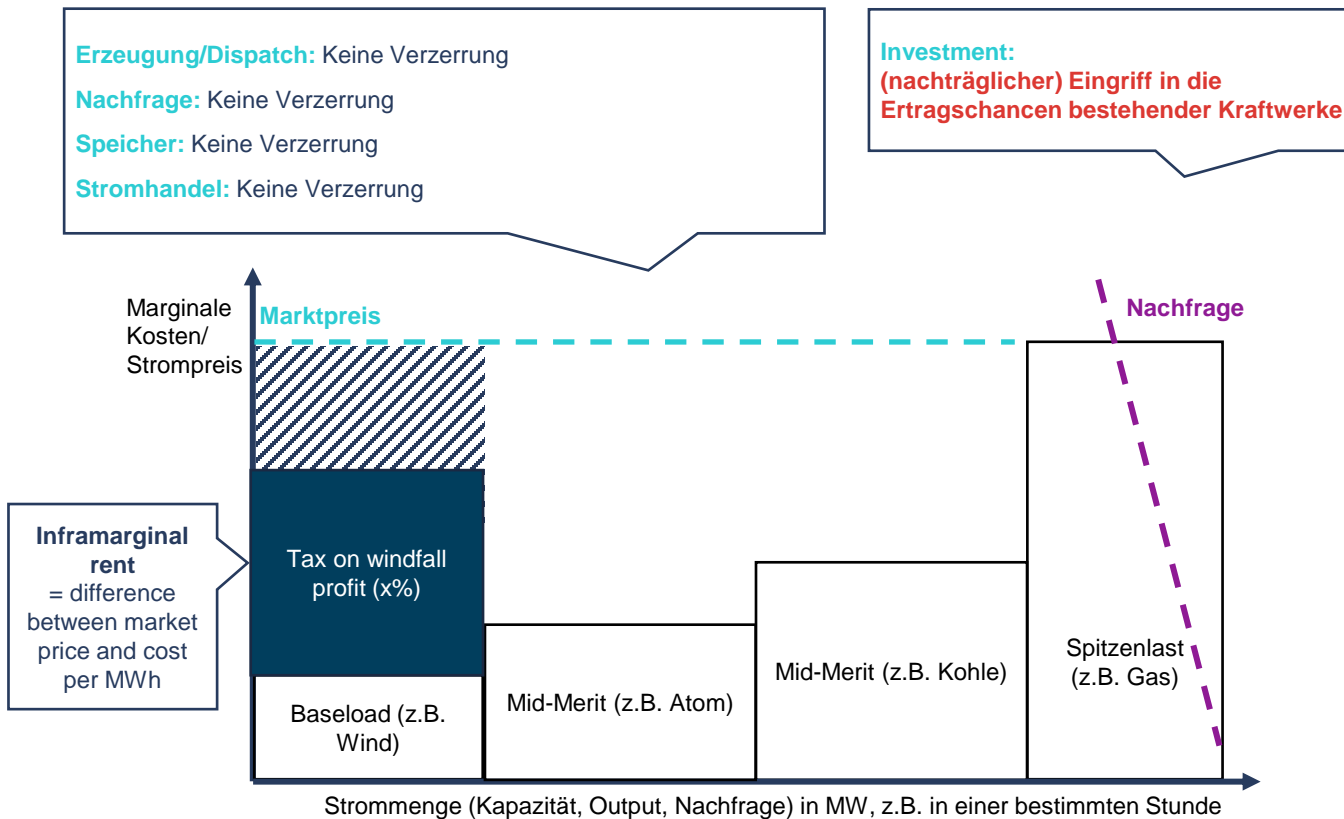 Erzeugung/Dispatch: Keine Verzerrung
Nachfrage: Keine Verzerrung
Speicher: Keine Verzerrung
Stromhandel: Keine Verzerrung
Investment:
(nachträglicher) Eingriff in die
Ertragschancen bestehender Kraftwerke
Marginale
Kosten/
Strompreis
Marktpreis
Nachfrage
Inframarginal
rent
= difference
between market
price and cost
per MWh
Tax on windfall
profit (x%)
Baseload (z.B.
Wind)
Mid-Merit (z.B. Atom)
Mid-Merit (z.B. Kohle)
Spitzenlast
(z.B. Gas)
Strommenge (Kapazität, Output, Nachfrage) in MW, z.B. in einer bestimmten Stunde